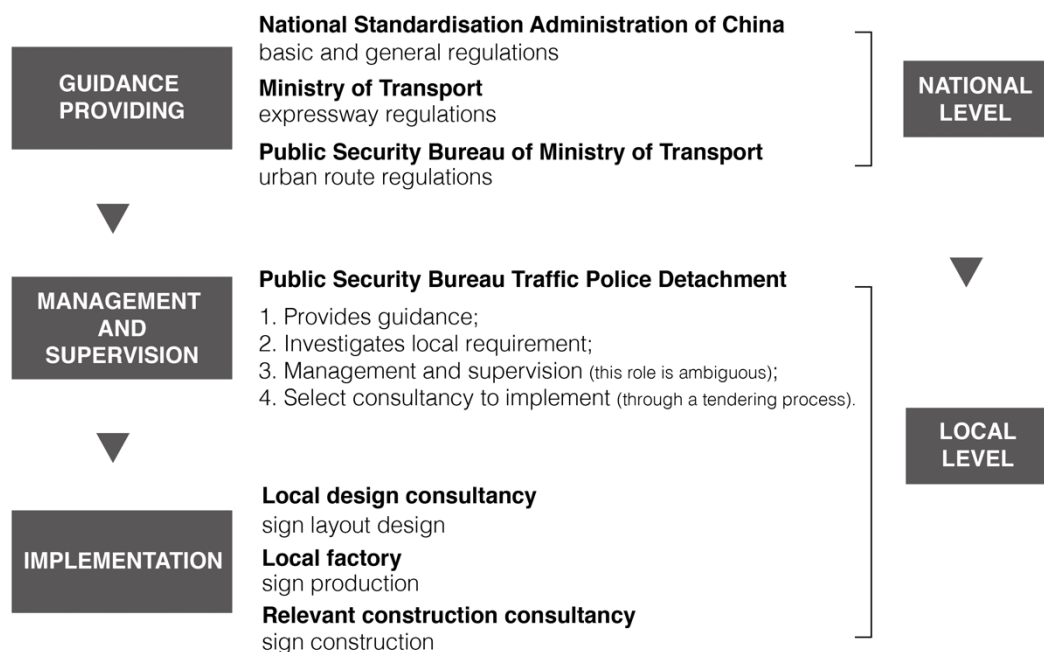 GUIDANCE
PROVIDING
National Standardisation Administration of China
basic and general regulations
Ministry of Transport
expressway regulations
Public Security Bureau of Ministry of Transport
urban route regulations
NATIONAL
LEVEL
MANAGEMENT
AND
SUPERVISION
Public Security Bureau Traffic Police Detachment
1. Provides guidance;
2. Investigates local requirement;
3. Management and supervision (this role is ambiguous);
4. Select consultancy to implement (through a tendering process).
LOCAL
LEVEL
IMPLEMENTATION
Local design consultancy
sign layout design
Local factory
sign production
Relevant construction consultancy
sign construction